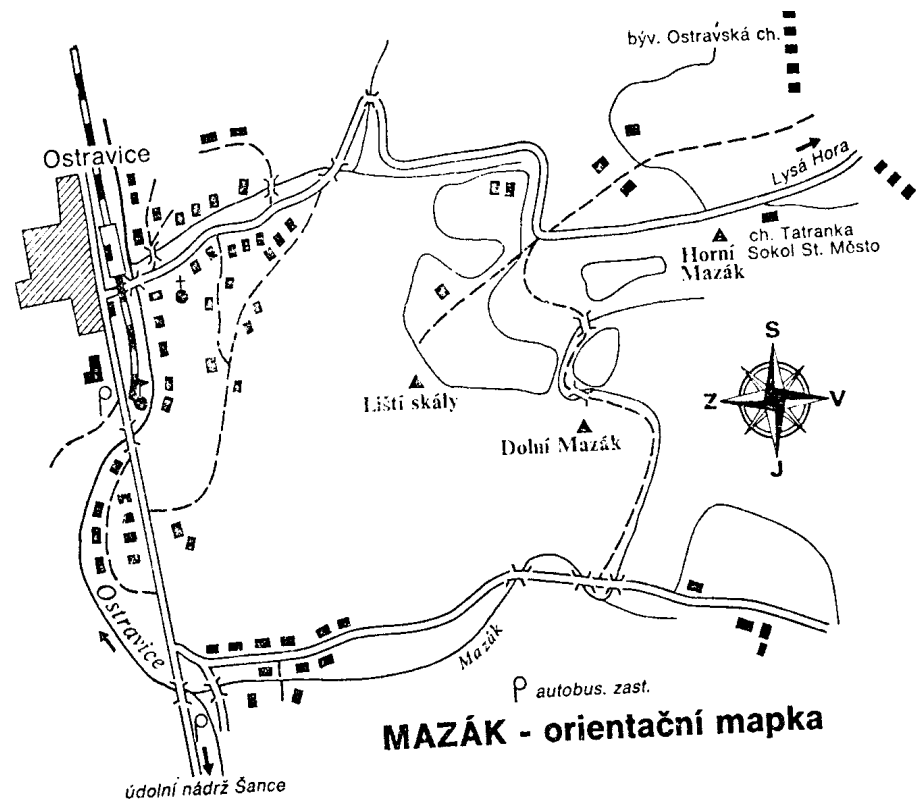 býv. Ostravská ch.
Ostravice
Lysá Hora
ch. Tatranka
Sokol St. Město
Horní
Mazák
S
Z
V
J
Lištì skály
Dolní Mazák
Ostravice
Mazák
autobus. zast.
MAZÁK - orientační mapka
údolní nádrž Šance